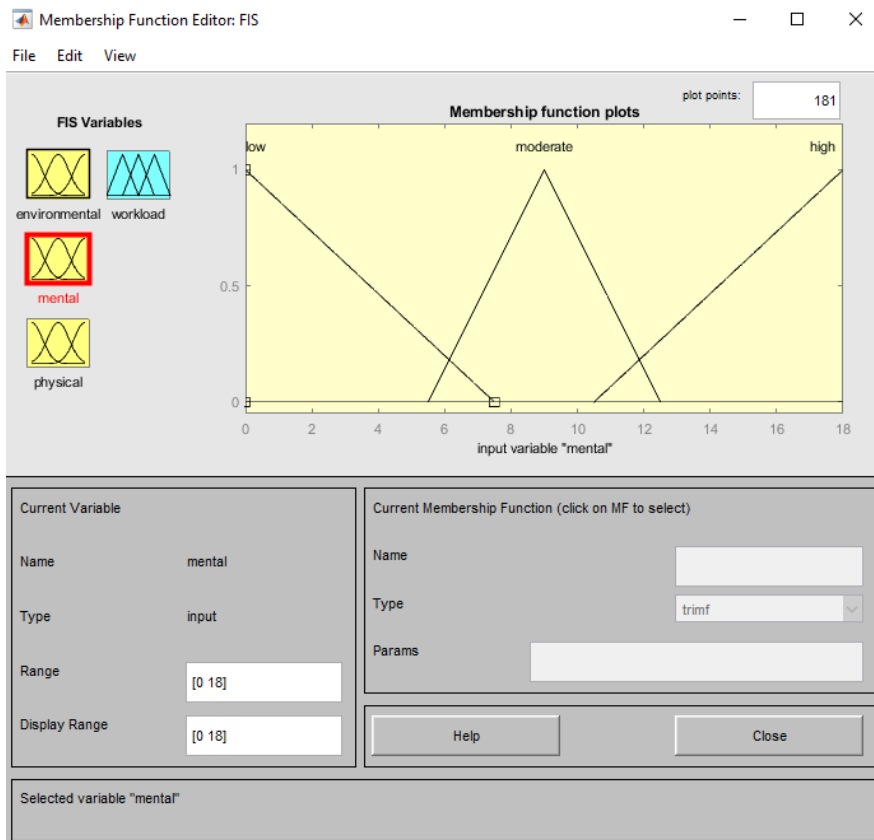 Membership Function Editor: FIS
File Edit View
FIS Variables
environmental workload
mental
physical
plot points: 181
Membership function plots
low moderate high
1
0.5
0
0 2 4 6 8 10 12 14 16 18
input variable "mental"
Current Variable
Name mental
Type input
Range [0 18]
Display Range [0 18]
Current Membership Function (click on MF to select)
Name
Type trimf
Params
Help Close
Selected variable "mental"